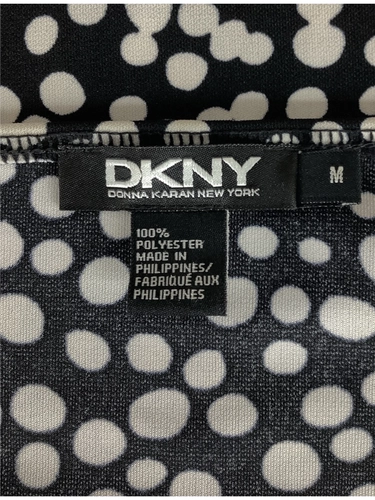 DKNY
DONNA KARAN NEW YORK
M
100%
POLYESTER
MADE IN
PHILIPPINES/
FABRIQUÉ AUX
PHILIPPINES